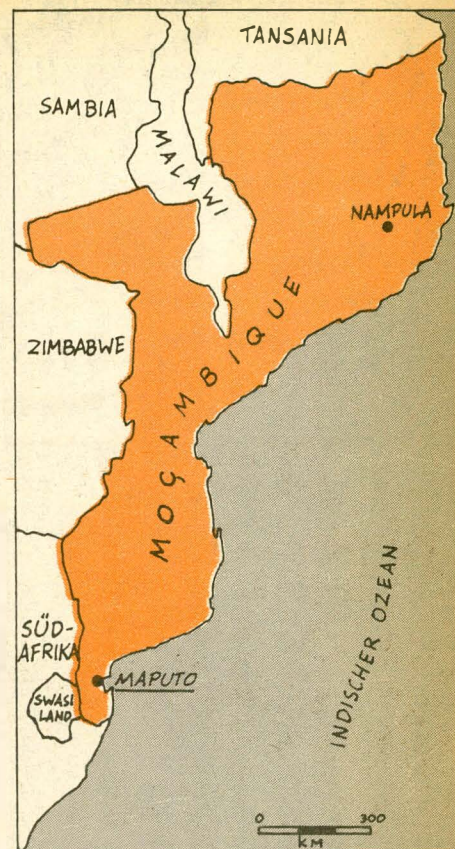 TANSANIA
SAMBIA
MALAWI
NAMPULA
ZIMBABWE
MOÇAMBIQUE
INDISCHER OZEAN
SÜD-
AFRIKA
MAPUTO
SWASI
LAND
0 300
KM